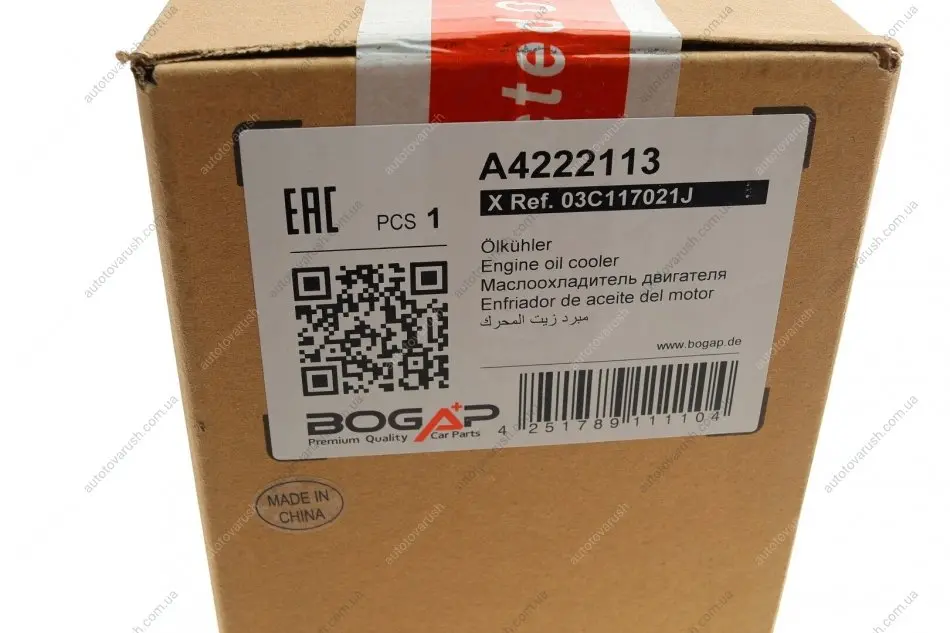 cted
A4222113
X Ref. 03C117021J
EAC
PCS 1
Ölkühler
Engine oil cooler
Маслоохладитель двигателя
Enfriador de aceite del motor
مبرد زيت المحرك
www.bogap.de
BOGAP
Premium Quality Car Parts
4 251789 111104
MADE IN
CHINA
autotovarush.com.ua